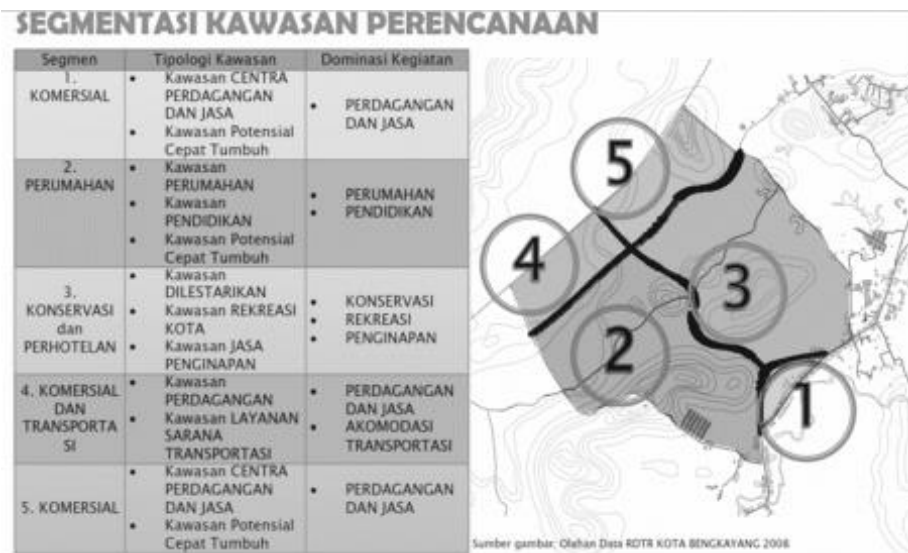 SEGMENTASI KAWASAN PERENCANAAN
Segmen Tipologi Kawasan Dominasi Kegiatan
1.
KOMERSIAL
• Kawasan CENTRA
PERDAGANGAN
DAN JASA
• Kawasan Potensial
Cepat Tumbuh
• PERDAGANGAN
DAN JASA
2.
PERUMAHAN
• Kawasan
PERUMAHAN
• Kawasan
PENDIDIKAN
• Kawasan Potensial
Cepat Tumbuh
• PERUMAHAN
• PENDIDIKAN
3.
KONSERVASI
dan
PERHOTELAN
• Kawasan
DILESTARIKAN
• Kawasan REKREASI
KOTA
• Kawasan JASA
PENGINAPAN
• KONSERVASI
• REKREASI
• PENGINAPAN
4. KOMERSIAL
DAN
TRANSPORTA
SI
• Kawasan
PERDAGANGAN
• Kawasan LAYANAN
SARANA
TRANSPORTASI
• PERDAGANGAN
DAN JASA
• AKOMODASI
TRANSPORTASI
5. KOMERSIAL
• Kawasan CENTRA
PERDAGANGAN
DAN JASA
• Kawasan Potensial
Cepat Tumbuh
• PERDAGANGAN
DAN JASA
5
4
3
2
1
Sumber gambar: Olahan Data RDTR KOTA BENGKAYANG 2008